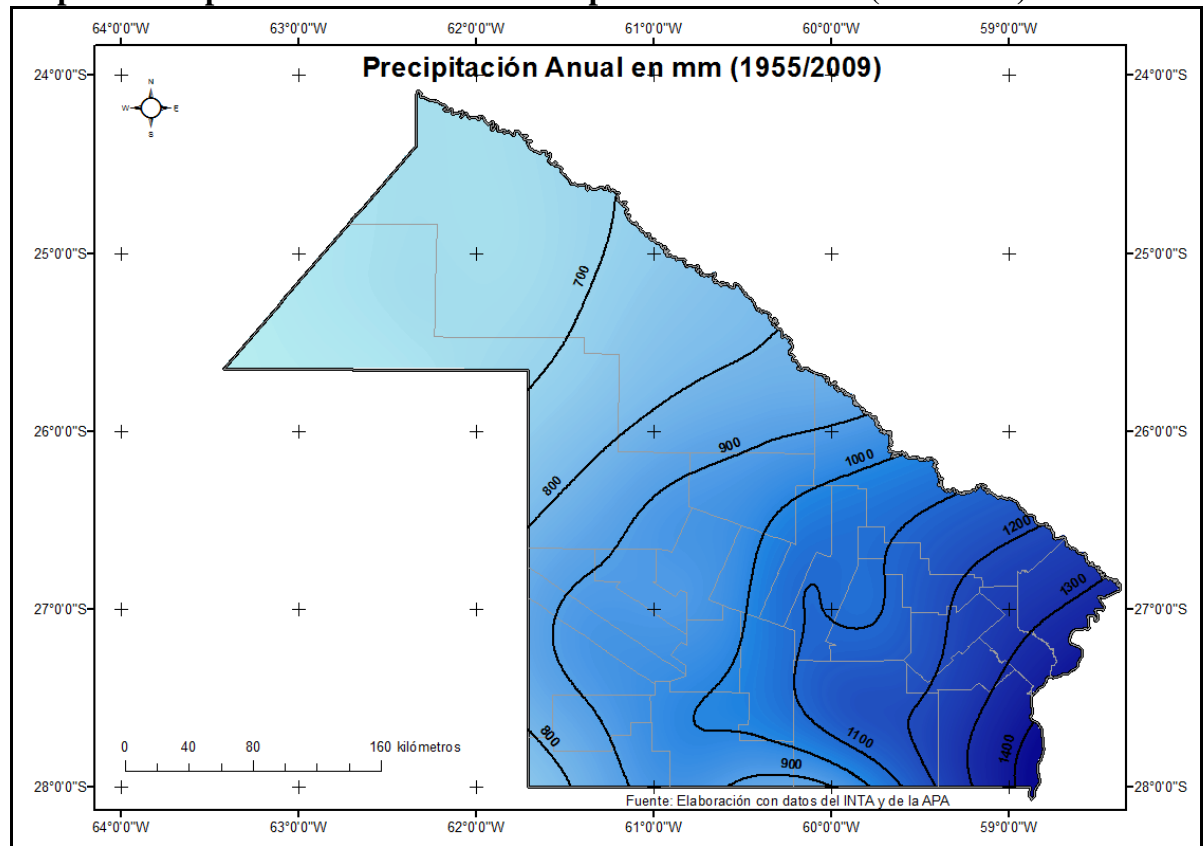 64°0'0"W 63°0'0"W 62°0'0"W 61°0'0"W 60°0'0"W 59°0'0"W
Precipitación Anual en mm (1955/2009)
24°0'0"S 24°0'0"S
N
W E
S
25°0'0"S 25°0'0"S
700
26°0'0"S 26°0'0"S
900
1000
800
1200
1300
27°0'0"S 27°0'0"S
800
1100
1400
900
0 40 80 160 kilómetros
28°0'0"S 28°0'0"S
Fuente: Elaboración con datos del INTA y de la APA
64°0'0"W 63°0'0"W 62°0'0"W 61°0'0"W 60°0'0"W 59°0'0"W